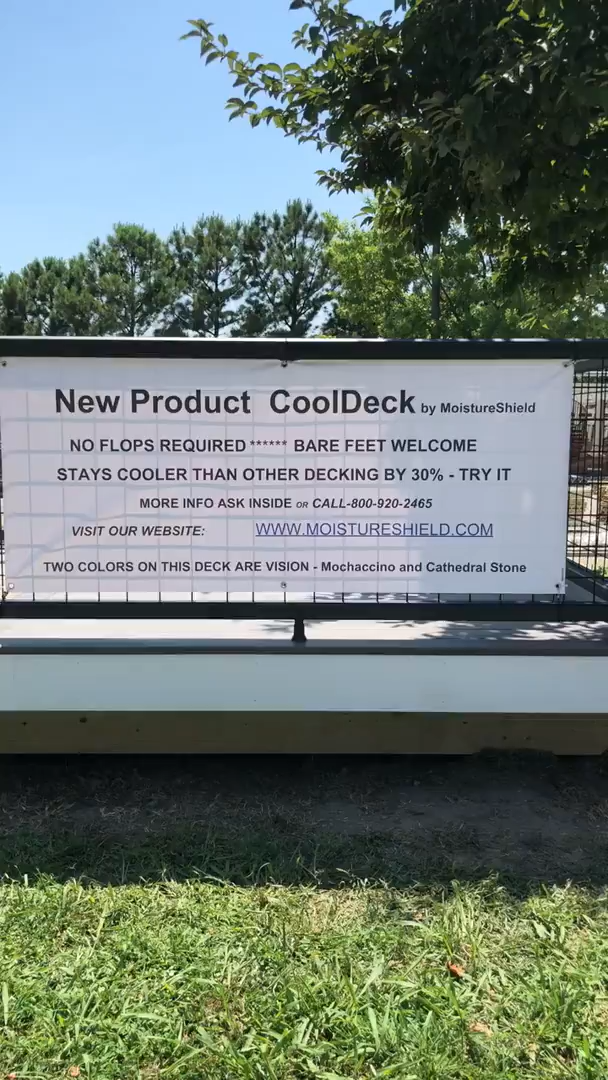 New Product CoolDeck by MoistureShield
NO FLOPS REQUIRED ****** BARE FEET WELCOME
STAYS COOLER THAN OTHER DECKING BY 30% - TRY IT
MORE INFO ASK INSIDE OR CALL-800-920-2465
VISIT OUR WEBSITE: WWW.MOISTURESHIELD.COM
TWO COLORS ON THIS DECK ARE VISION - Mochaccino and Cathedral Stone